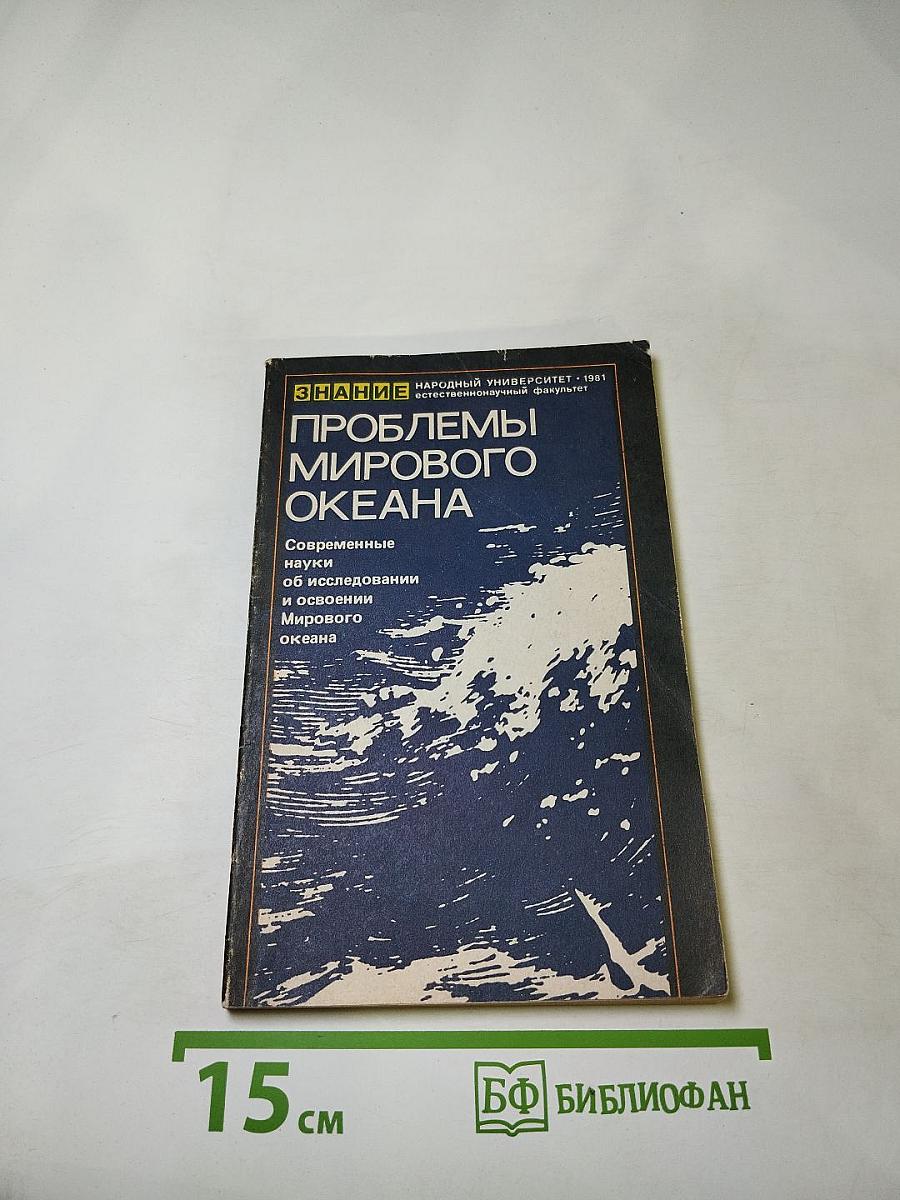 ЗНАНИЕ НАРОДНЫЙ УНИВЕРСИТЕТ • 1981
естественнонаучный факультет
ПРОБЛЕМЫ
МИРОВОГО
ОКЕАНА
Современные
науки
об исследовании
и освоении
Мирового
океана
15 см
БФ БИБЛИОФАН